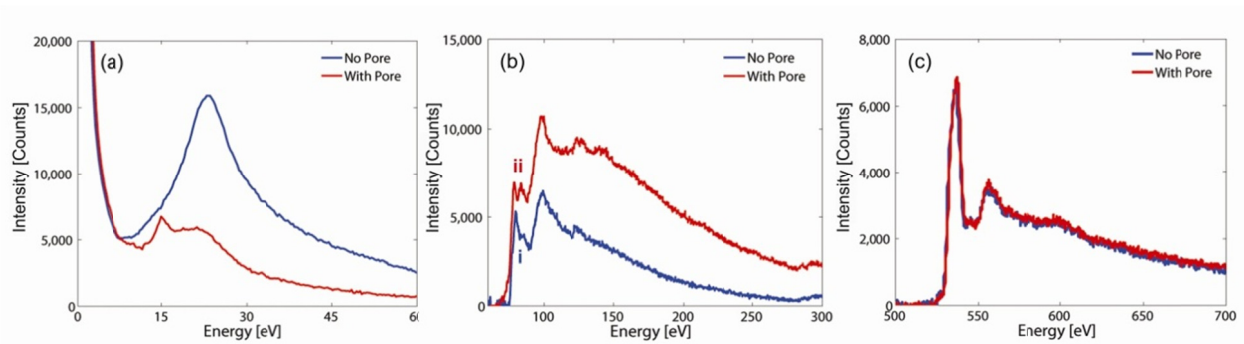 (a)
No Pore
With Pore
20,000
15,000
10,000
5,000
0
Intensity [Counts]
0 15 30 45 6
Energy [eV]
(b)
No Pore
With Pore
15,000
10,000
5,000
0
Intensity [Counts]
ii
i
100 150 200 250 300
Energy [eV]
(c)
No Pore
With Pore
8,000
6,000
4,000
2,000
0
Intensity [Counts]
500 550 600 650 700
Energy [eV]